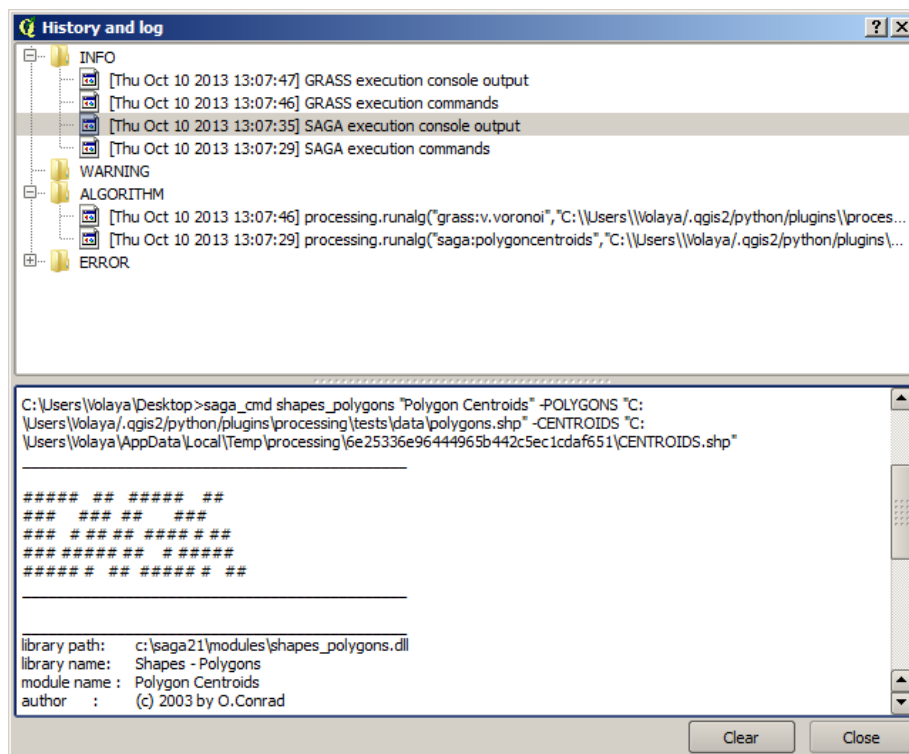 History and log
INFO
[Thu Oct 10 2013 13:07:47] GRASS execution console output
[Thu Oct 10 2013 13:07:46] GRASS execution commands
[Thu Oct 10 2013 13:07:35] SAGA execution console output
[Thu Oct 10 2013 13:07:29] SAGA execution commands
WARNING
ALGORITHM
[Thu Oct 10 2013 13:07:46] processing.runalg("grass:v.voronoi","C:\\Users\\Volaya/.qgis2/python/plugins\\proces...
[Thu Oct 10 2013 13:07:29] processing.runalg("saga:polygoncentroids","C:\\Users\\Volaya/.qgis2/python/plugins\...
ERROR
C:\Users\Volaya\Desktop>saga_cmd shapes_polygons "Polygon Centroids" -POLYGONS "C:
\Users\Volaya/.qgis2/python/plugins\processing\tests\data\polygons.shp" -CENTROIDS "C:
\Users\Volaya\AppData\Local\Temp\processing\6e25336e96444965b442c5ec1cdaf651\CENTROIDS.shp"
_____________________________________________
##### ## ##### ##
### ### ## ###
### # ## ## #### # ##
### ##### ## # #####
##### # ## ##### # ##
_____________________________________________
_____________________________________________
library path: c:\saga21\modules\shapes_polygons.dll
library name: Shapes - Polygons
module name : Polygon Centroids
author : (c) 2003 by O.Conrad
Clear Close